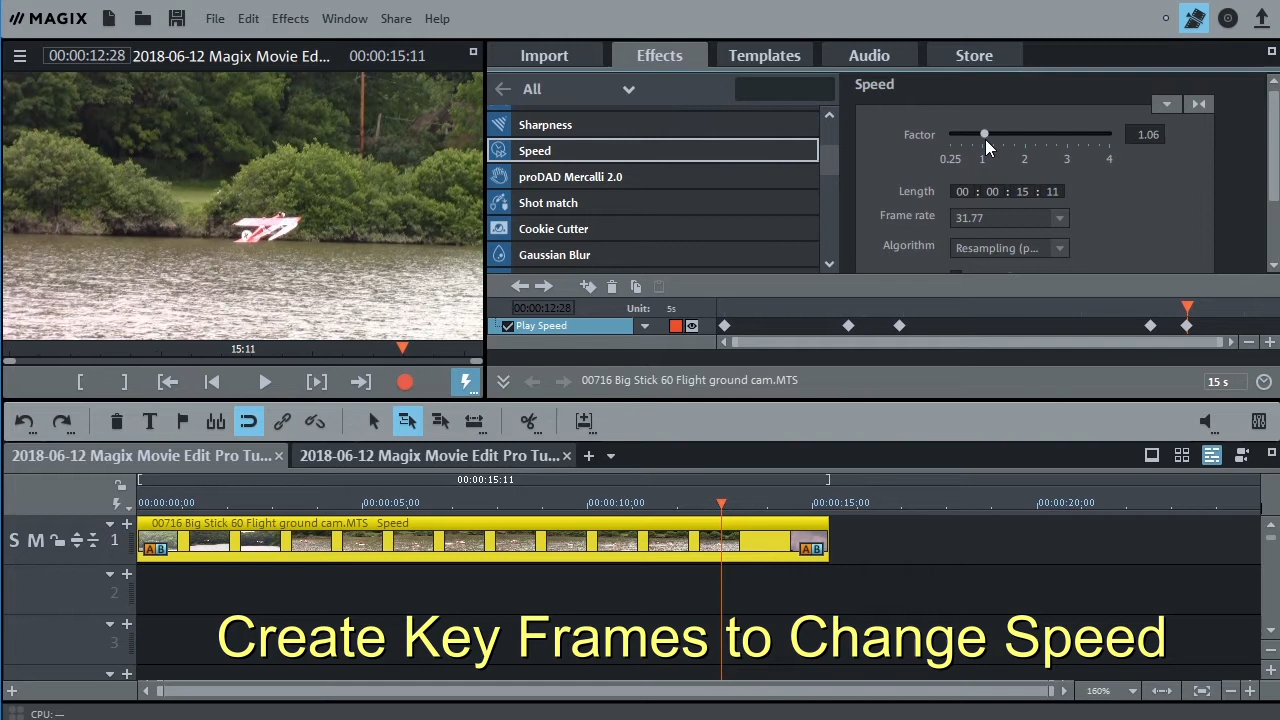 MAGIX
File Edit Effects Window Share Help
00:00:12:28 2018-06-12 Magix Movie Ed... 00:00:15:11
Import Effects Templates Audio Store
All
Sharpness
Speed
proDAD Mercalli 2.0
Shot match
Cookie Cutter
Gaussian Blur
Speed
Factor 1.06
0.25 1 2 3 4
Length 00 : 00 : 15 : 11
Frame rate 31.77
Algorithm Resampling (p...
00:00:12:28 Unit: 5s
Play Speed
15:11
00716 Big Stick 60 Flight ground cam.MTS 15 s
2018-06-12 Magix Movie Edit Pro Tu... × 2018-06-12 Magix Movie Edit Pro Tu... ×
00:00:15:11
00:00:00:00 00:00:05:00 00:00:10:00 00:00:15:00 00:00:20:00
00716 Big Stick 60 Flight ground cam.MTS Speed
S M 1
A B A B
2
3
Create Key Frames to Change Speed
160%
CPU: —